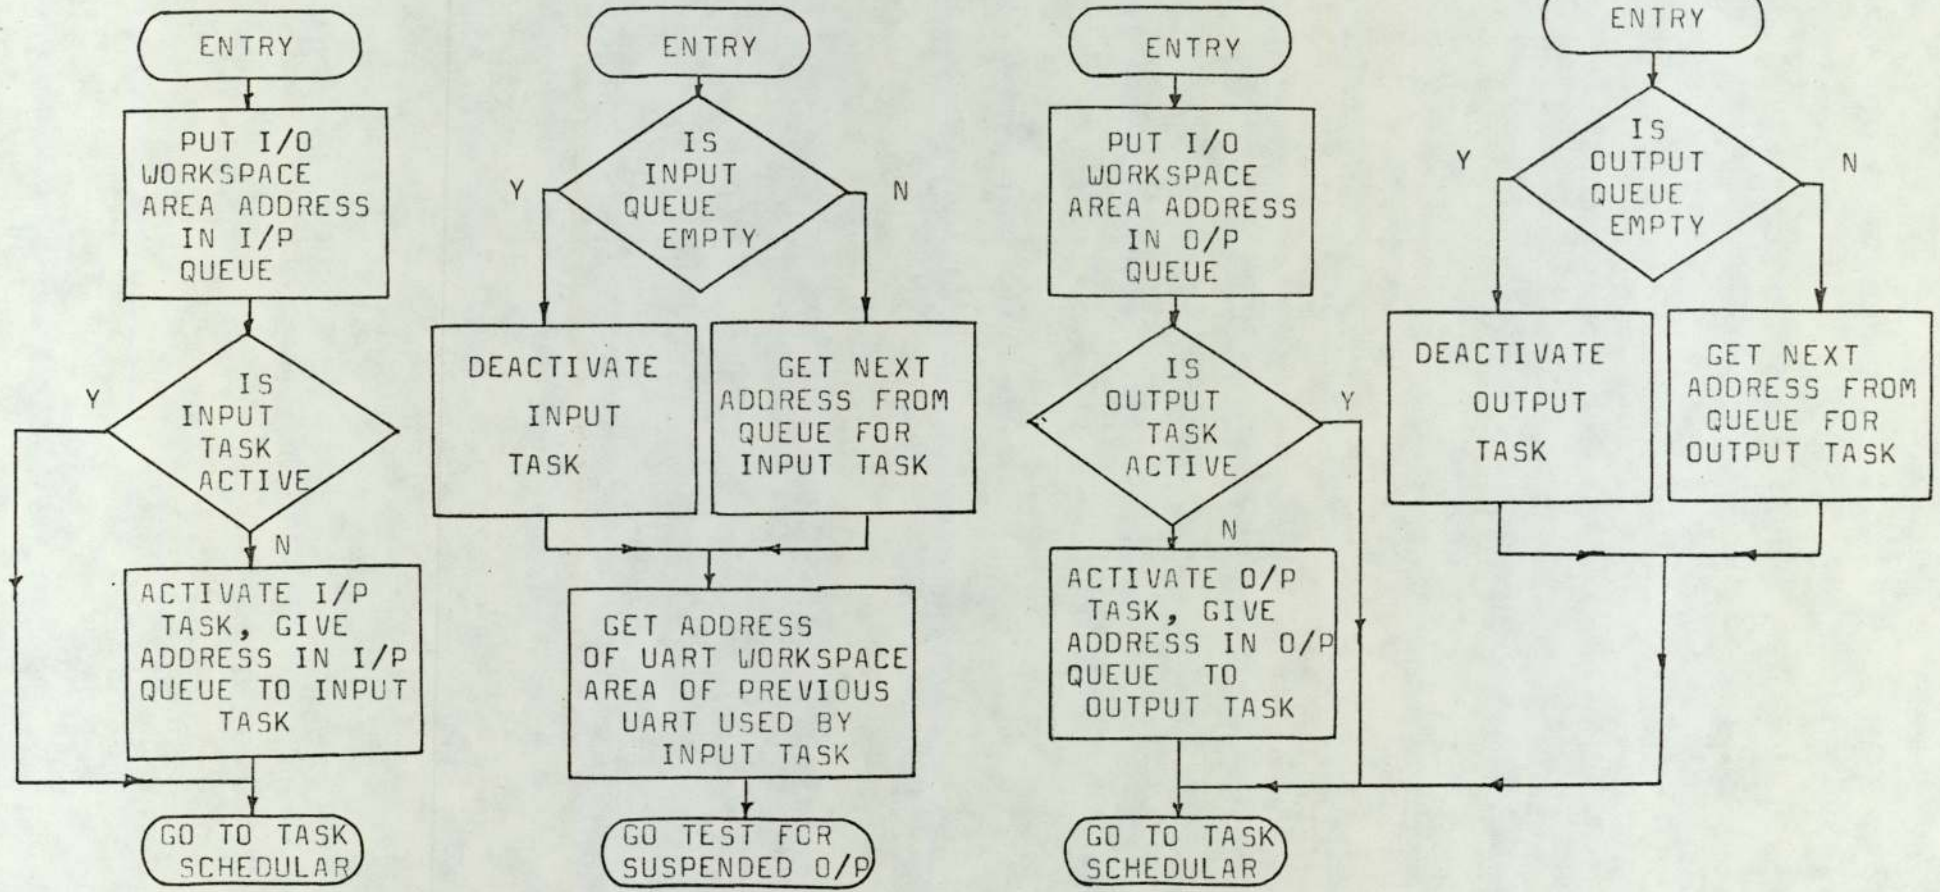 ENTRY
PUT I/O
WORKSPACE
AREA ADDRESS
IN I/P
QUEUE
IS
INPUT
TASK
ACTIVE
Y
N
ACTIVATE I/P
TASK, GIVE
ADDRESS IN I/P
QUEUE TO INPUT
TASK
GO TO TASK
SCHEDULAR
ENTRY
IS
INPUT
QUEUE
EMPTY
Y
N
DEACTIVATE
INPUT
TASK
GET NEXT
ADDRESS FROM
QUEUE FOR
INPUT TASK
GET ADDRESS
OF UART WORKSPACE
AREA OF PREVIOUS
UART USED BY
INPUT TASK
GO TEST FOR
SUSPENDED O/P
ENTRY
PUT I/O
WORKSPACE
AREA ADDRESS
IN O/P
QUEUE
IS
OUTPUT
TASK
ACTIVE
Y
N
ACTIVATE O/P
TASK, GIVE
ADDRESS IN O/P
QUEUE TO
OUTPUT TASK
GO TO TASK
SCHEDULAR
ENTRY
IS
OUTPUT
QUEUE
EMPTY
Y
N
DEACTIVATE
OUTPUT
TASK
GET NEXT
ADDRESS FROM
QUEUE FOR
OUTPUT TASK